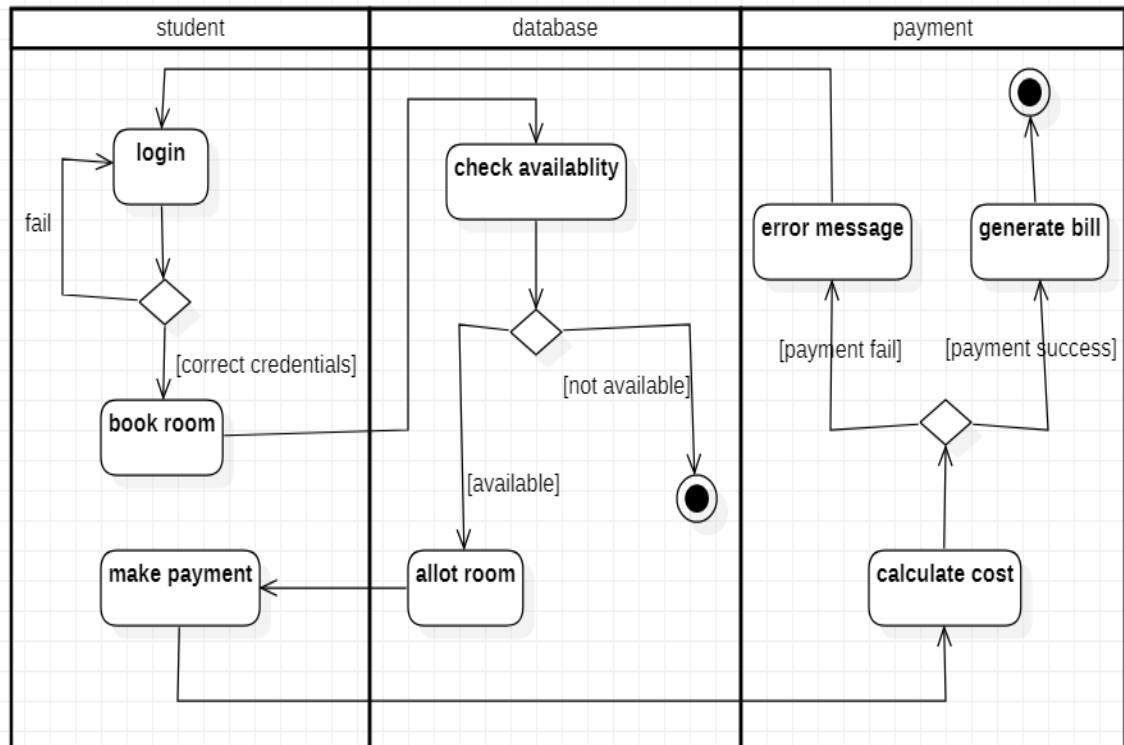 student
database
payment
login
check availablity
fail
error message
generate bill
[correct credentials]
[not available]
[payment fail]
[payment success]
book room
[available]
make payment
allot room
calculate cost